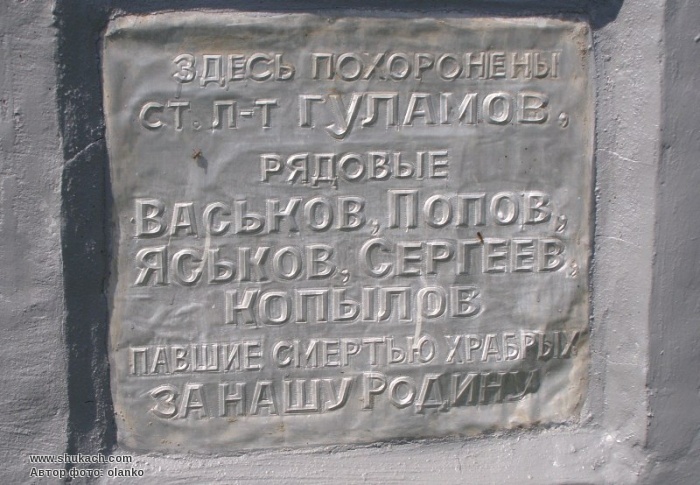 ЗДЕСЬ ПОХОРОНЕНЫ
СТ. Л-Т ГУЛАМОВ,
РЯДОВЫЕ
ВАСЬКОВ, ПОПОВ,
ЯСЬКОВ, СЕРГЕЕВ,
КОПЫЛОВ
ПАВШИЕ СМЕРТЬЮ ХРАБРЫХ
ЗА НАШУ РОДИНУ
www.shukach.com
Автор фото: olanko